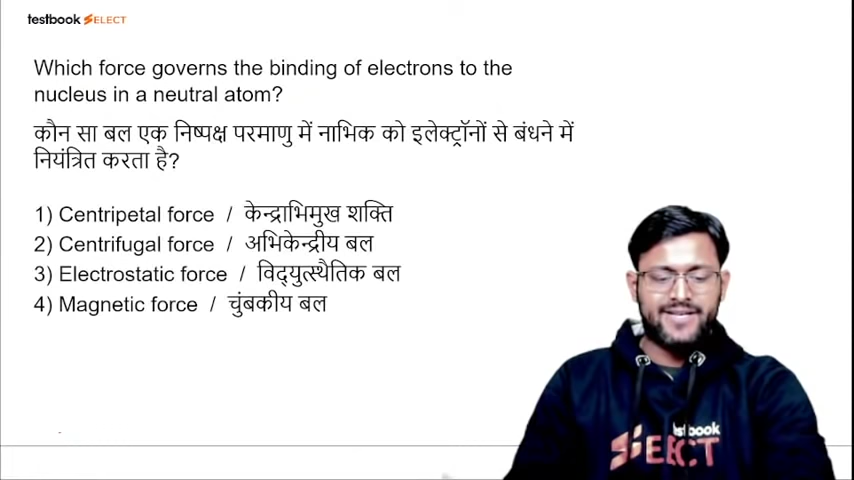 testbook SELECT
Which force governs the binding of electrons to the
nucleus in a neutral atom?
कौन सा बल एक निष्पक्ष परमाणु में नाभिक को इलेक्ट्रॉनों से बंधने में
नियंत्रित करता है?
1) Centripetal force / केन्द्राभिमुख शक्ति
2) Centrifugal force / अभिकेन्द्रीय बल
3) Electrostatic force / विद्युत्स्थैतिक बल
4) Magnetic force / चुंबकीय बल
testbook
SELECT